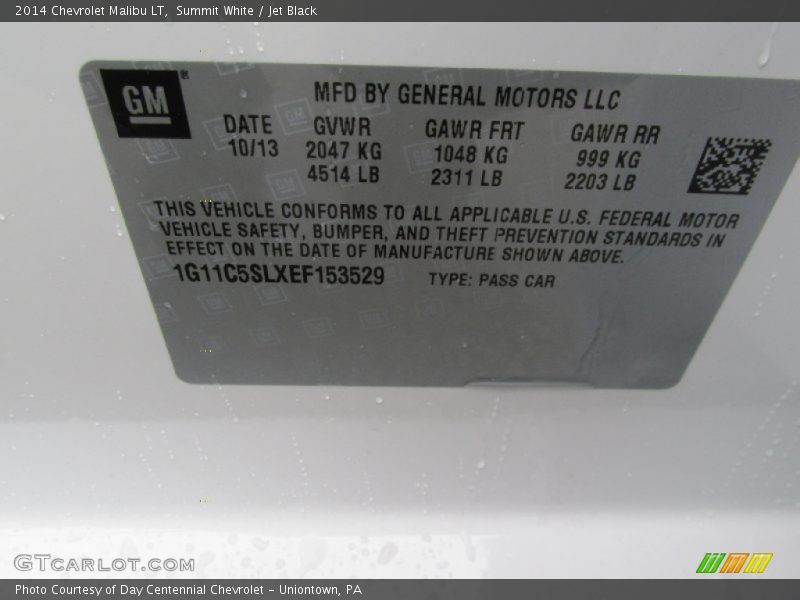 2014 Chevrolet Malibu LT, Summit White / Jet Black
GM ®
MFD BY GENERAL MOTORS LLC
DATE GVWR GAWR FRT GAWR RR
10/13 2047 KG 1048 KG 999 KG
4514 LB 2311 LB 2203 LB
THIS VEHICLE CONFORMS TO ALL APPLICABLE U.S. FEDERAL MOTOR
VEHICLE SAFETY, BUMPER, AND THEFT PREVENTION STANDARDS IN
EFFECT ON THE DATE OF MANUFACTURE SHOWN ABOVE.
1G11C5SLXEF153529 TYPE: PASS CAR
GTCARLOT.COM
Photo Courtesy of Day Centennial Chevrolet - Uniontown, PA